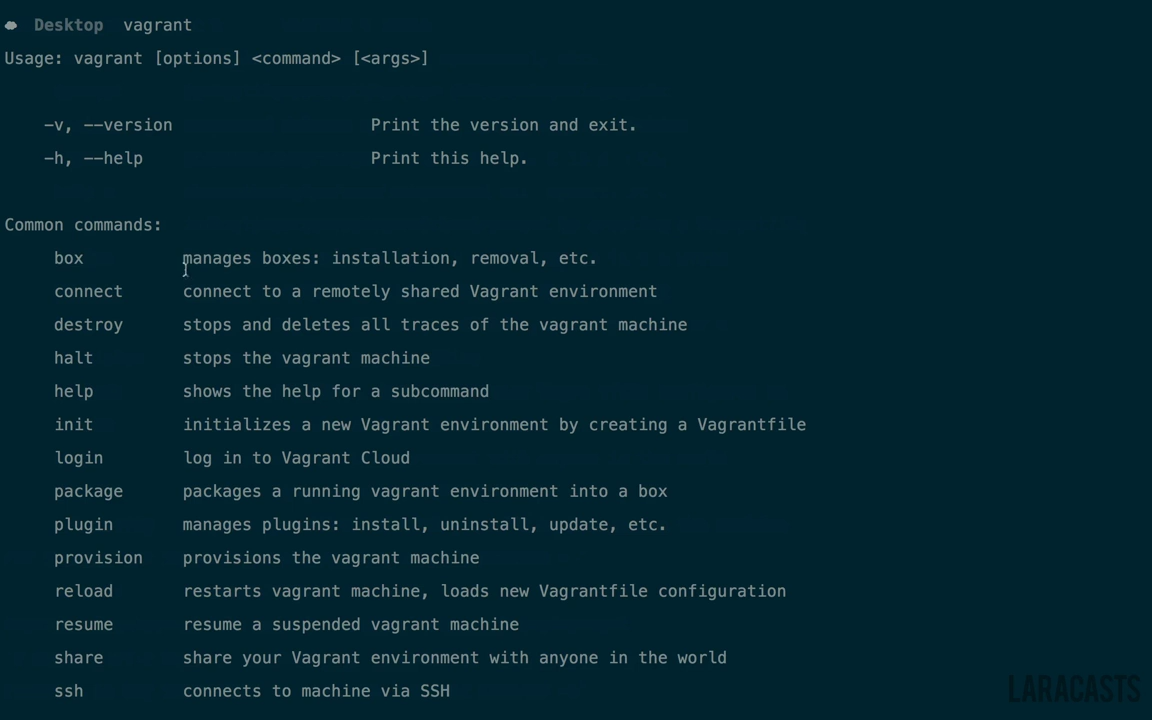 Desktop vagrant
Usage: vagrant [options] <command> [<args>]
-v, --version Print the version and exit.
-h, --help Print this help.
Common commands:
box manages boxes: installation, removal, etc.
connect connect to a remotely shared Vagrant environment
destroy stops and deletes all traces of the vagrant machine
halt stops the vagrant machine
help shows the help for a subcommand
init initializes a new Vagrant environment by creating a Vagrantfile
login log in to Vagrant Cloud
package packages a running vagrant environment into a box
plugin manages plugins: install, uninstall, update, etc.
provision provisions the vagrant machine
reload restarts vagrant machine, loads new Vagrantfile configuration
resume resume a suspended vagrant machine
share share your Vagrant environment with anyone in the world
ssh connects to machine via SSH
LARACASTS